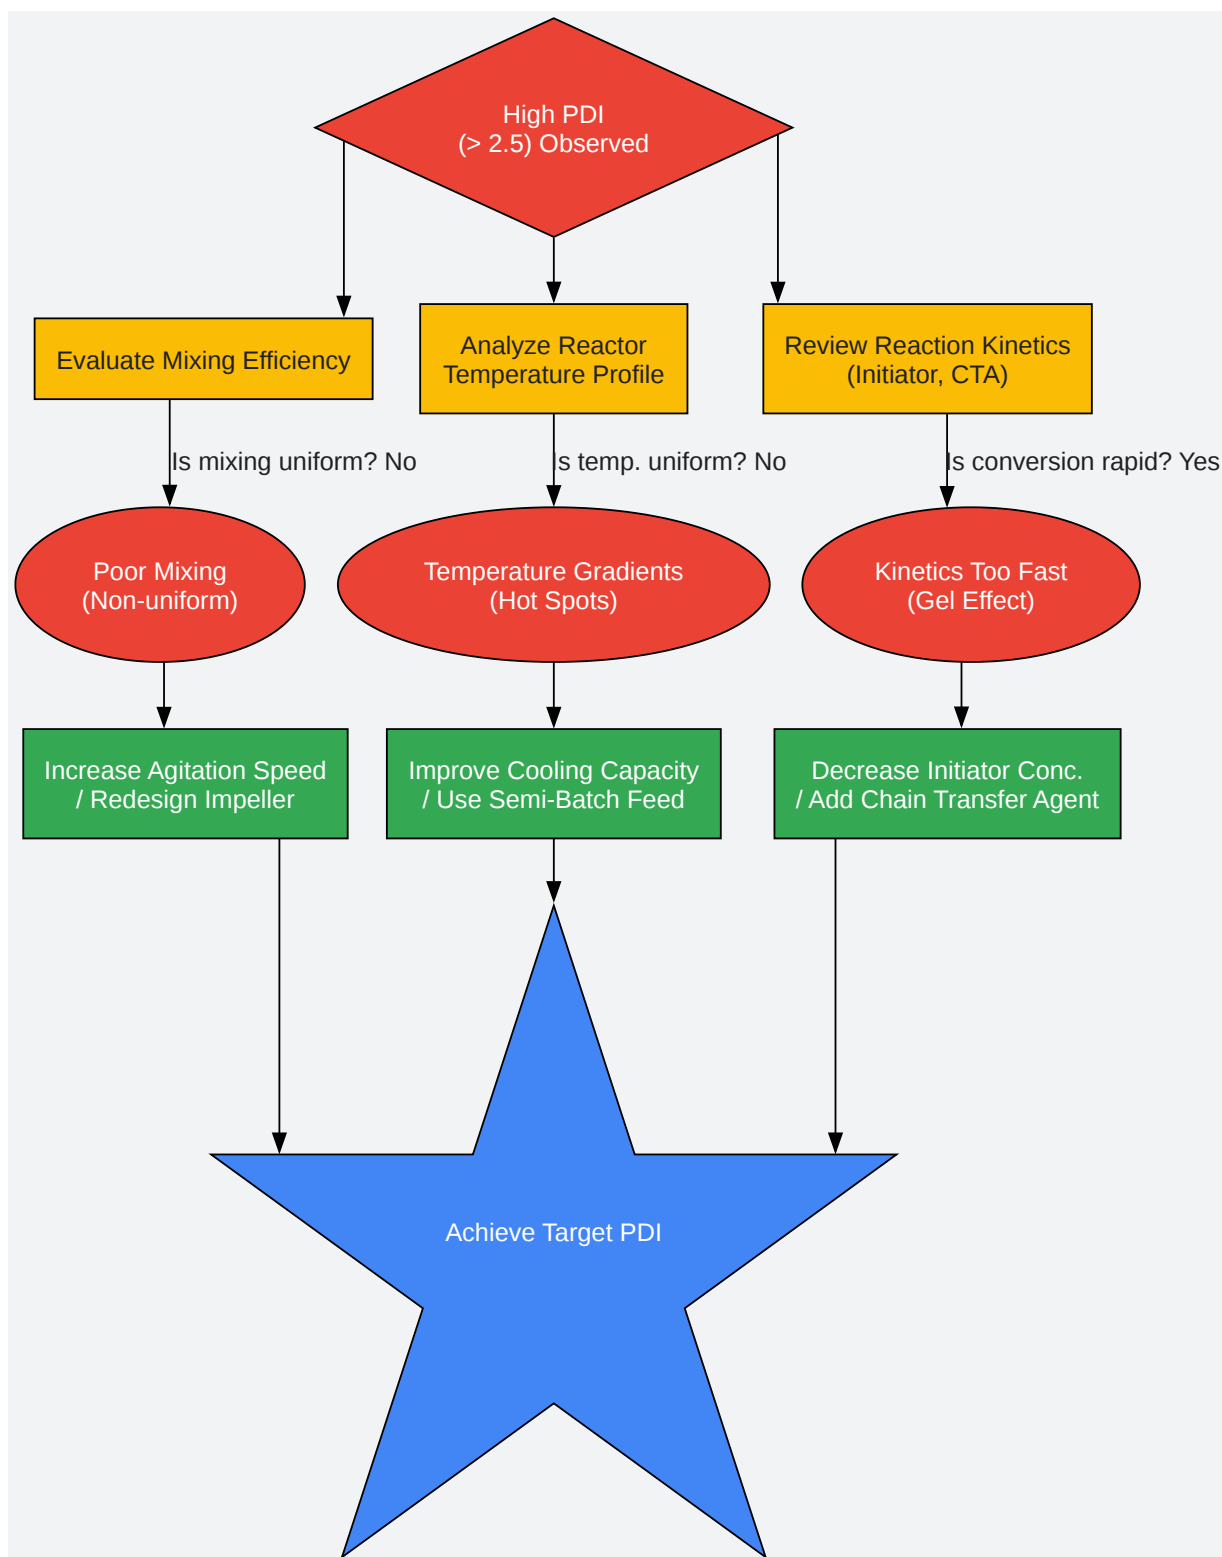 High PDI
(> 2.5) Observed
Evaluate Mixing Efficiency
Analyze Reactor
Temperature Profile
Review Reaction Kinetics
(Initiator, CTA)
Is mixing uniform? No
Is temp. uniform? No
Is conversion rapid? Yes
Poor Mixing
(Non-uniform)
Temperature Gradients
(Hot Spots)
Kinetics Too Fast
(Gel Effect)
Increase Agitation Speed
/ Redesign Impeller
Improve Cooling Capacity
/ Use Semi-Batch Feed
Decrease Initiator Conc.
/ Add Chain Transfer Agent
Achieve Target PDI